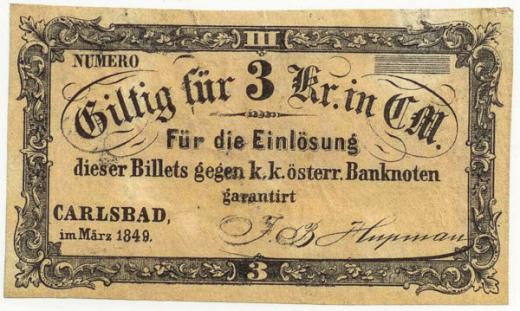 III
NUMERO
Giltig für 3 Kr. in CM.
Für die Einlösung
dieser Billets gegen k.k. österr. Banknoten
garantirt
CARLSBAD,
im März 1849.
J B Hupman
3